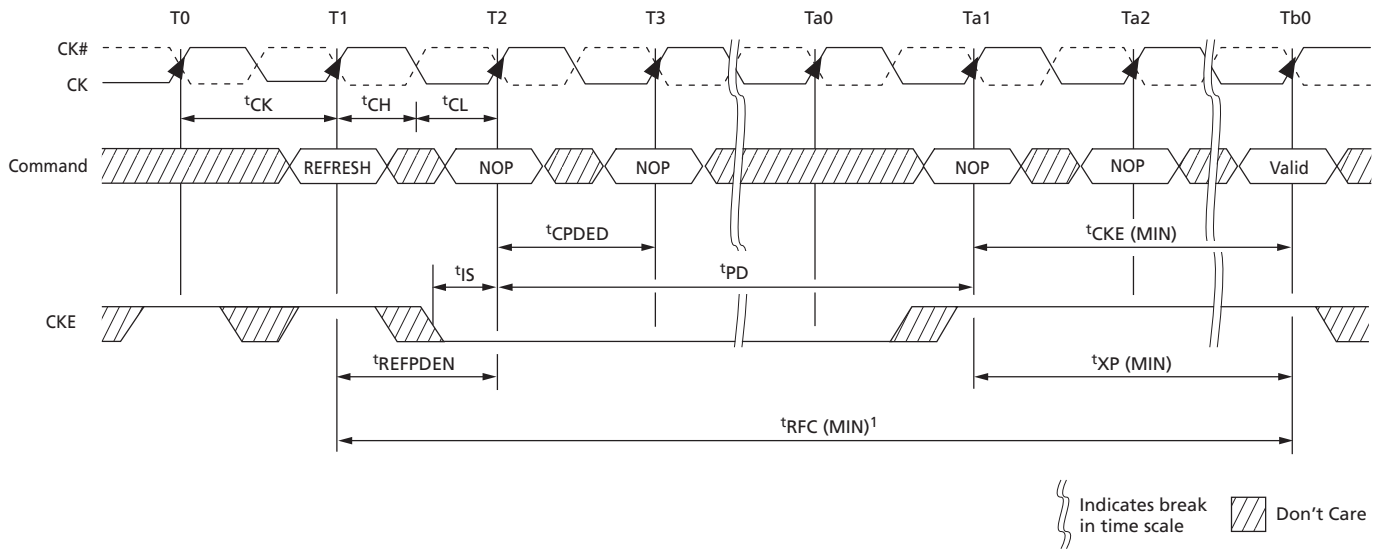 T0 T1 T2 T3 Ta0 Ta1 Ta2 Tb0
CK#
CK
tCK tCH tCL
Command REFRESH NOP NOP NOP NOP Valid
tCPDED tCKE (MIN)
tIS tPD
CKE
tREFPDEN tXP (MIN)
tRFC (MIN)1
Indicates break
in time scale
Don't Care